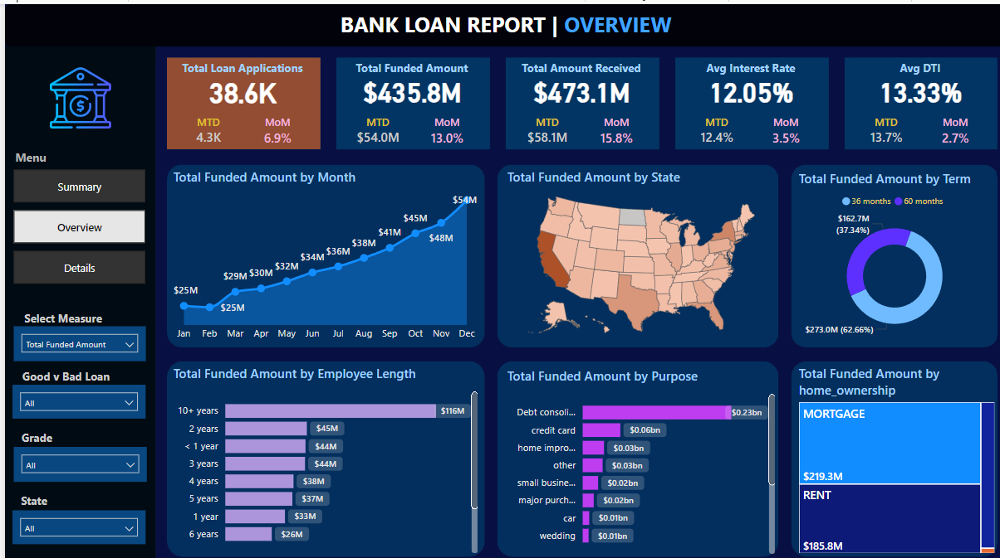 BANK LOAN REPORT | OVERVIEW
Total Loan Applications
38.6K
MTD
MoM
4.3K
6.9%
Total Funded Amount
$435.8M
MTD
MoM
$54.0M
13.0%
Total Amount Received
$473.1M
MTD
MoM
$58.1M
15.8%
Avg Interest Rate
12.05%
MTD
MoM
12.4%
3.5%
Avg DTI
13.33%
MTD
MoM
13.7%
2.7%
Menu
Summary
Overview
Details
Select Measure
Total Funded Amount
Good v Bad Loan
All
Grade
All
State
All
Total Funded Amount by Month
$25M
$25M
$29M
$30M
$32M
$34M
$36M
$38M
$41M
$45M
$48M
$54M
Jan Feb Mar Apr May Jun Jul Aug Sep Oct Nov Dec
Total Funded Amount by State
Total Funded Amount by Term
36 months 60 months
$162.7M
(37.34%)
$273.0M (62.66%)
Total Funded Amount by Employee Length
10+ years $116M
2 years $45M
< 1 year $44M
3 years $44M
4 years $38M
5 years $37M
1 year $33M
6 years $26M
Total Funded Amount by Purpose
Debt consoli... $0.23bn
credit card $0.06bn
home impro... $0.03bn
other $0.03bn
small busine... $0.02bn
major purch... $0.02bn
car $0.01bn
wedding $0.01bn
Total Funded Amount by
home_ownership
MORTGAGE
$219.3M
RENT
$185.8M